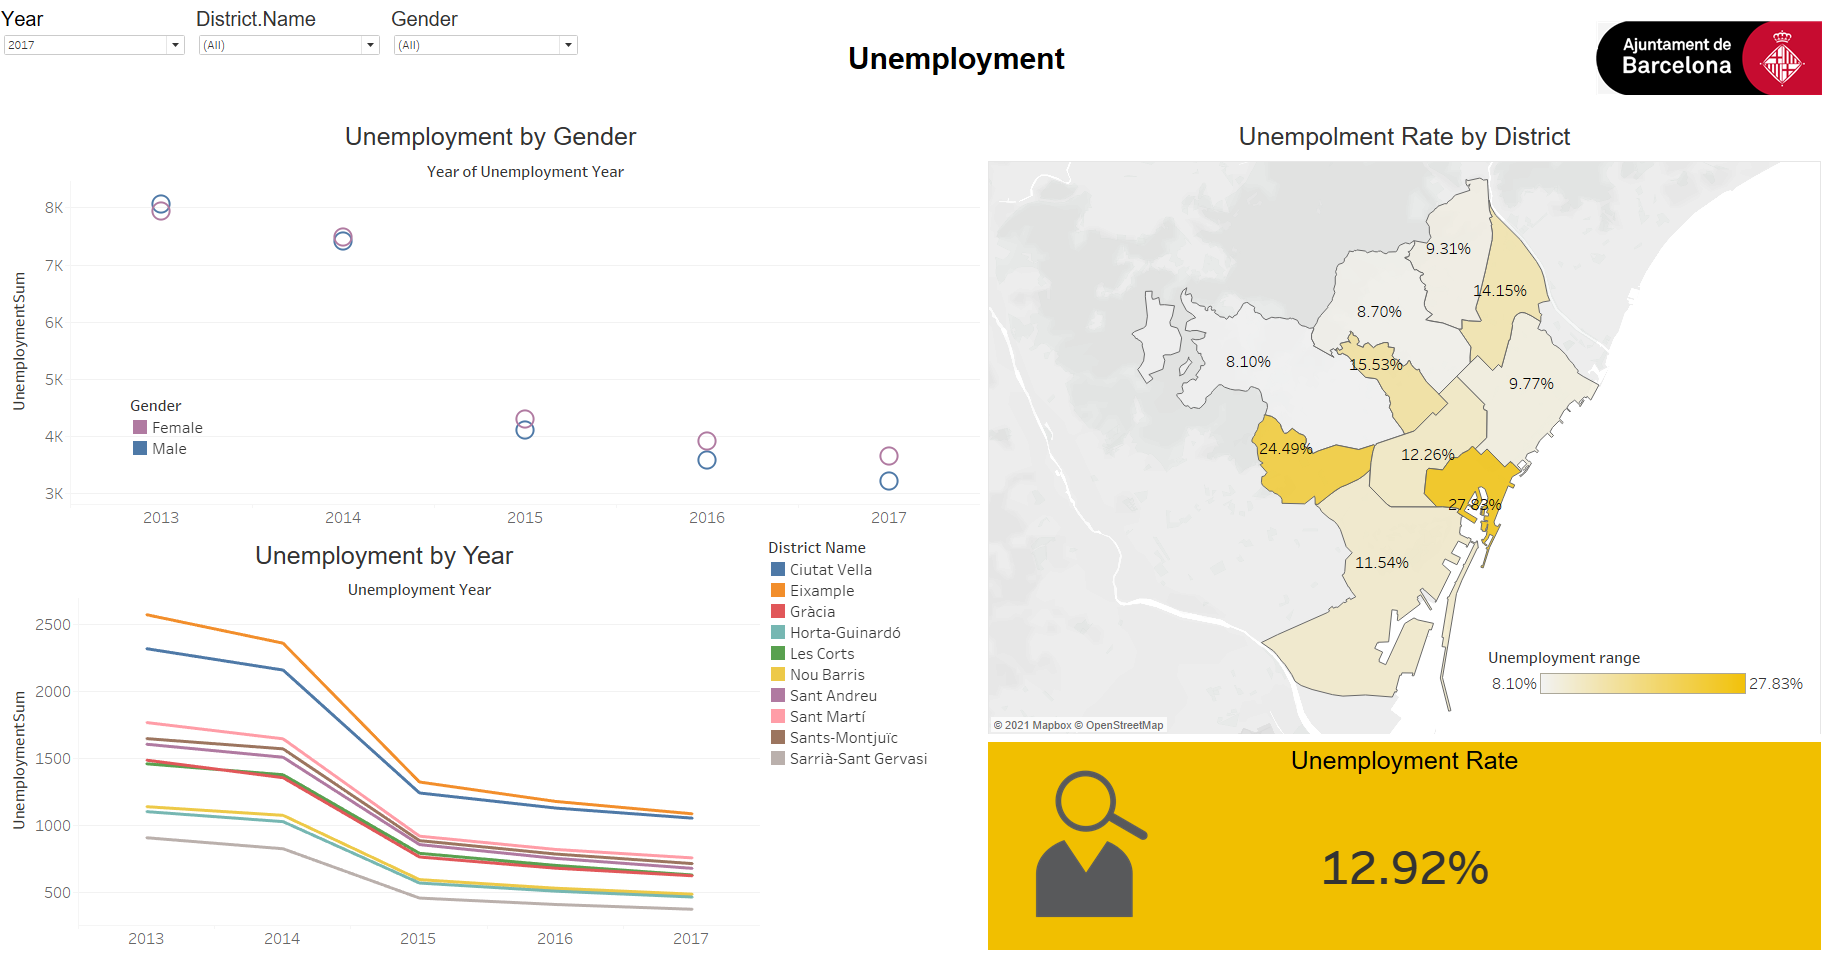 Year
District.Name
Gender
2017
(All)
(All)
Unemployment
Ajuntament de
Barcelona
Unemployment by Gender
Year of Unemployment Year
UnemploymentSum
8K
7K
6K
5K
4K
3K
Gender
Female
Male
2013
2014
2015
2016
2017
Unemployment by Year
Unemployment Year
UnemploymentSum
2500
2000
1500
1000
500
2013
2014
2015
2016
2017
District Name
Ciutat Vella
Eixample
Gràcia
Horta-Guinardó
Les Corts
Nou Barris
Sant Andreu
Sant Martí
Sants-Montjuïc
Sarrià-Sant Gervasi
Unempolment Rate by District
9.31%
14.15%
8.70%
8.10%
15.53%
9.77%
24.49%
12.26%
27.83%
11.54%
Unemployment range
8.10%
27.83%
© 2021 Mapbox © OpenStreetMap
Unemployment Rate
12.92%